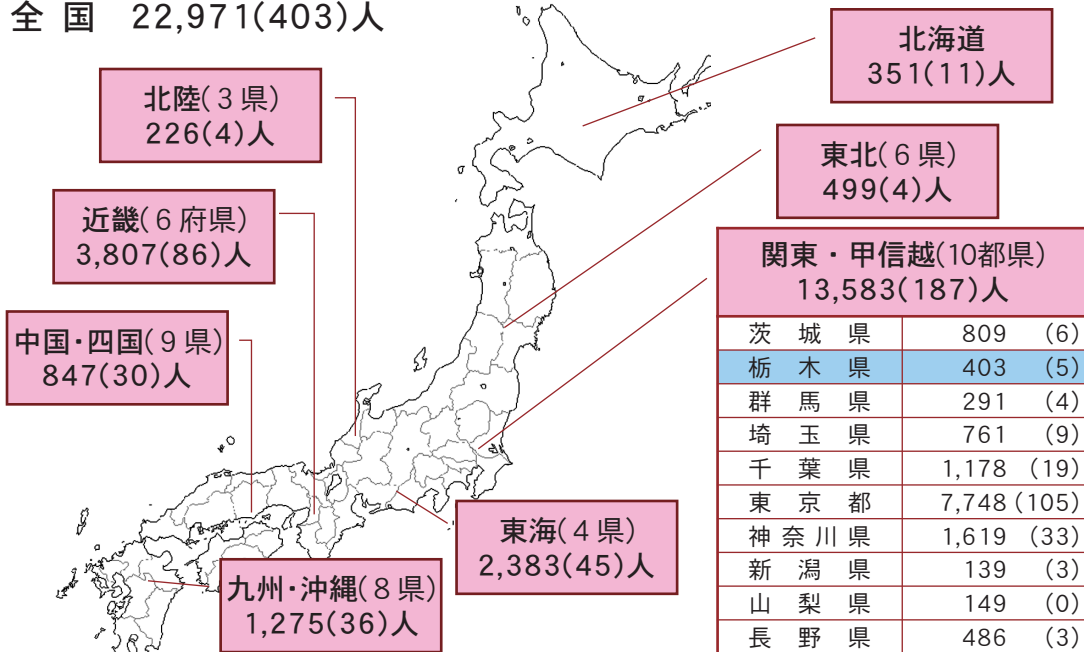 全国 22,971(403)人
北海道
351(11)人
北陸(3県)
226(4)人
東北(6県)
499(4)人
近畿(6府県)
3,807(86)人
関東・甲信越(10都県)
13,583(187)人
茨城県 809 (6)
栃木県 403 (5)
群馬県 291 (4)
埼玉県 761 (9)
千葉県 1,178 (19)
東京都 7,748 (105)
神奈川県 1,619 (33)
新潟県 139 (3)
山梨県 149 (0)
長野県 486 (3)
中国・四国(9県)
847(30)人
東海(4県)
2,383(45)人
九州・沖縄(8県)
1,275(36)人